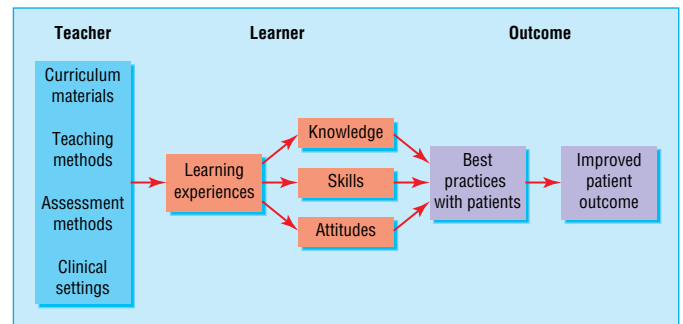 Teacher
Learner
Outcome
Curriculum
materials
Teaching
methods
Assessment
methods
Clinical
settings
Learning
experiences
Knowledge
Skills
Attitudes
Best
practices
with patients
Improved
patient
outcome